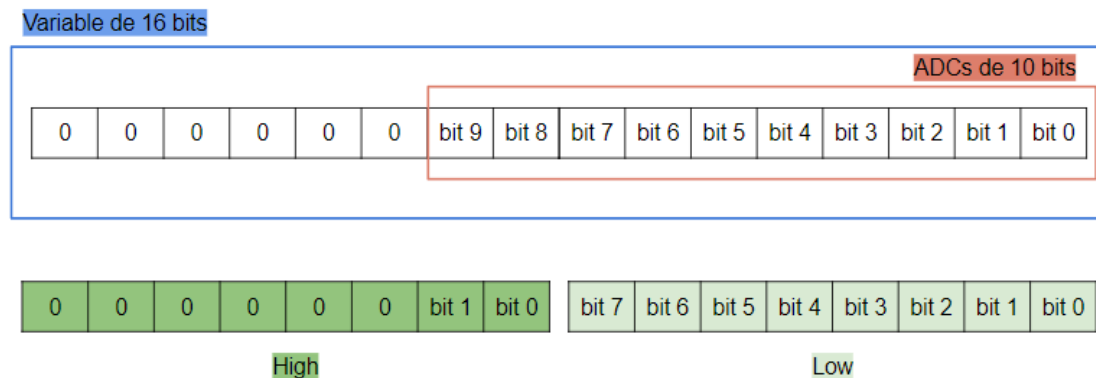 Variable de 16 bits
ADCs de 10 bits
0 0 0 0 0 0 bit 9 bit 8 bit 7 bit 6 bit 5 bit 4 bit 3 bit 2 bit 1 bit 0
0 0 0 0 0 0 bit 1 bit 0 bit 7 bit 6 bit 5 bit 4 bit 3 bit 2 bit 1 bit 0
High Low